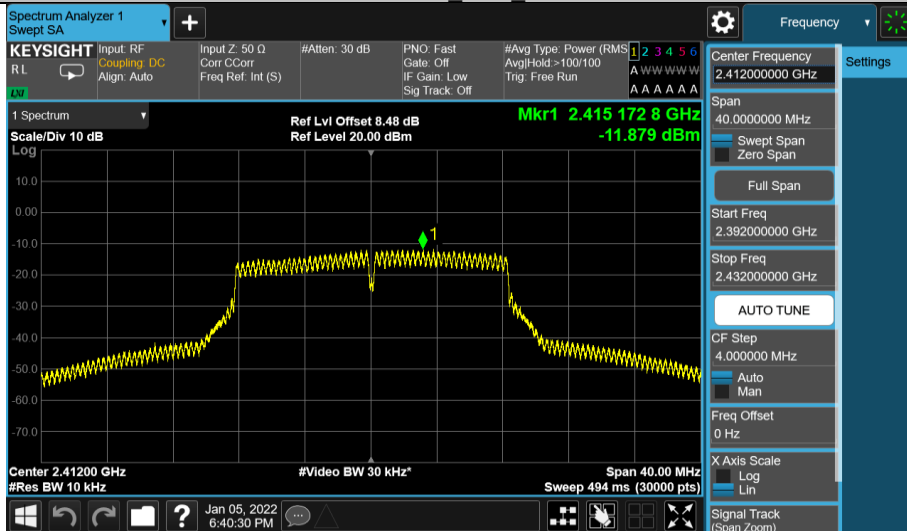 Spectrum Analyzer 1
Swept SA
+
Frequency
KEYSIGHT
R L
LXI
Input: RF
Coupling: DC
Align: Auto
Input Z: 50 Ω
Corr CCorr
Freq Ref: Int (S)
#Atten: 30 dB
PNO: Fast
Gate: Off
IF Gain: Low
Sig Track: Off
#Avg Type: Power (RMS
Avg|Hold:>100/100
Trig: Free Run
1 2 3 4 5 6
A W W W W W
A A A A A A
1 Spectrum
Scale/Div 10 dB
Log
Ref Lvl Offset 8.48 dB
Ref Level 20.00 dBm
Mkr1 2.415 172 8 GHz
-11.879 dBm
10.0
0.00
-10.0
-20.0
-30.0
-40.0
-50.0
-60.0
-70.0
1
Center 2.41200 GHz
#Res BW 10 kHz
#Video BW 30 kHz*
Span 40.00 MHz
Sweep 494 ms (30000 pts)
Center Frequency
2.412000000 GHz
Span
40.0000000 MHz
Swept Span
Zero Span
Full Span
Start Freq
2.392000000 GHz
Stop Freq
2.432000000 GHz
AUTO TUNE
CF Step
4.000000 MHz
Auto
Man
Freq Offset
0 Hz
X Axis Scale
Log
Lin
Signal Track
(Span Zoom)
Settings
?
Jan 05, 2022
6:40:30 PM